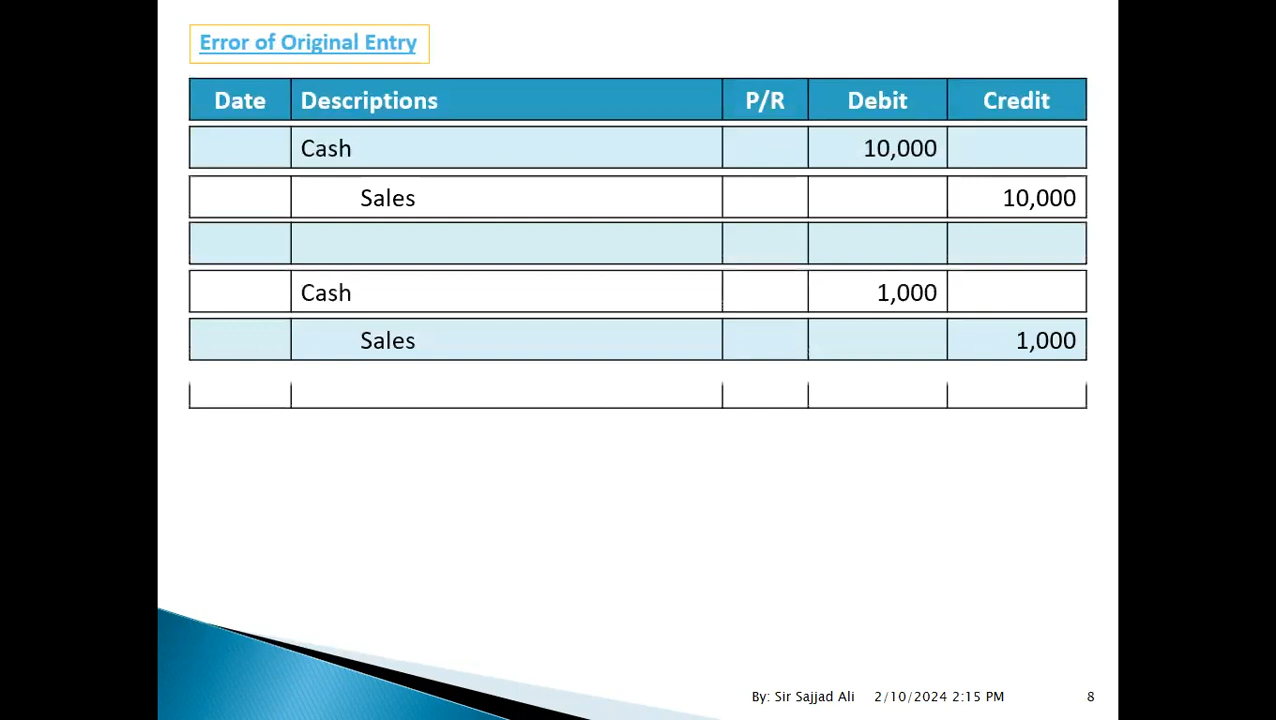 Error of Original Entry
Date Descriptions P/R Debit Credit
Cash 10,000
Sales 10,000
Cash 1,000
Sales 1,000
By: Sir Sajjad Ali 2/10/2024 2:15 PM 8